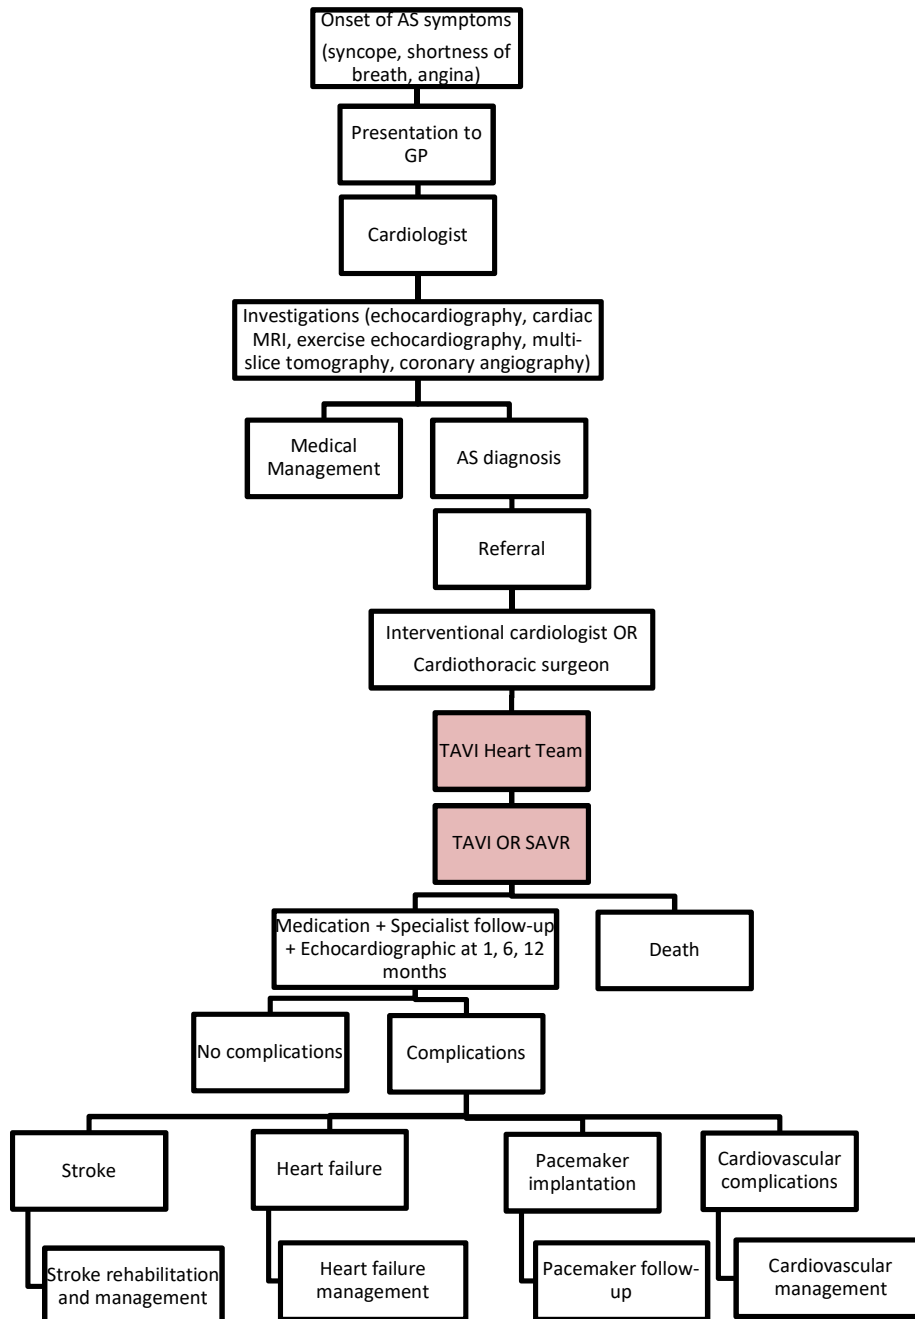 Onset of AS symptoms
(syncope, shortness of
breath, angina)
Presentation to
GP
Cardiologist
Investigations (echocardiography, cardiac
MRI, exercise echocardiography, multi-
slice tomography, coronary angiography)
Medical
Management
AS diagnosis
Referral
Interventional cardiologist OR
Cardiothoracic surgeon
TAVI Heart Team
TAVI OR SAVR
Medication + Specialist follow-up
+ Echocardiographic at 1, 6, 12
months
Death
No complications
Complications
Stroke
Heart failure
Pacemaker
implantation
Cardiovascular
complications
Stroke rehabilitation
and management
Heart failure
management
Pacemaker follow-
up
Cardiovascular
management